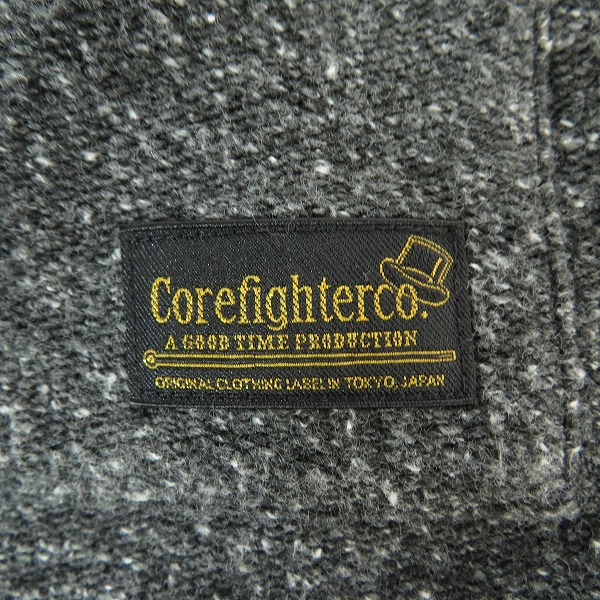 Corefighterco.
A GOOD TIME PRODUCTION
ORIGINAL CLOTHING LABEL IN TOKYO, JAPAN